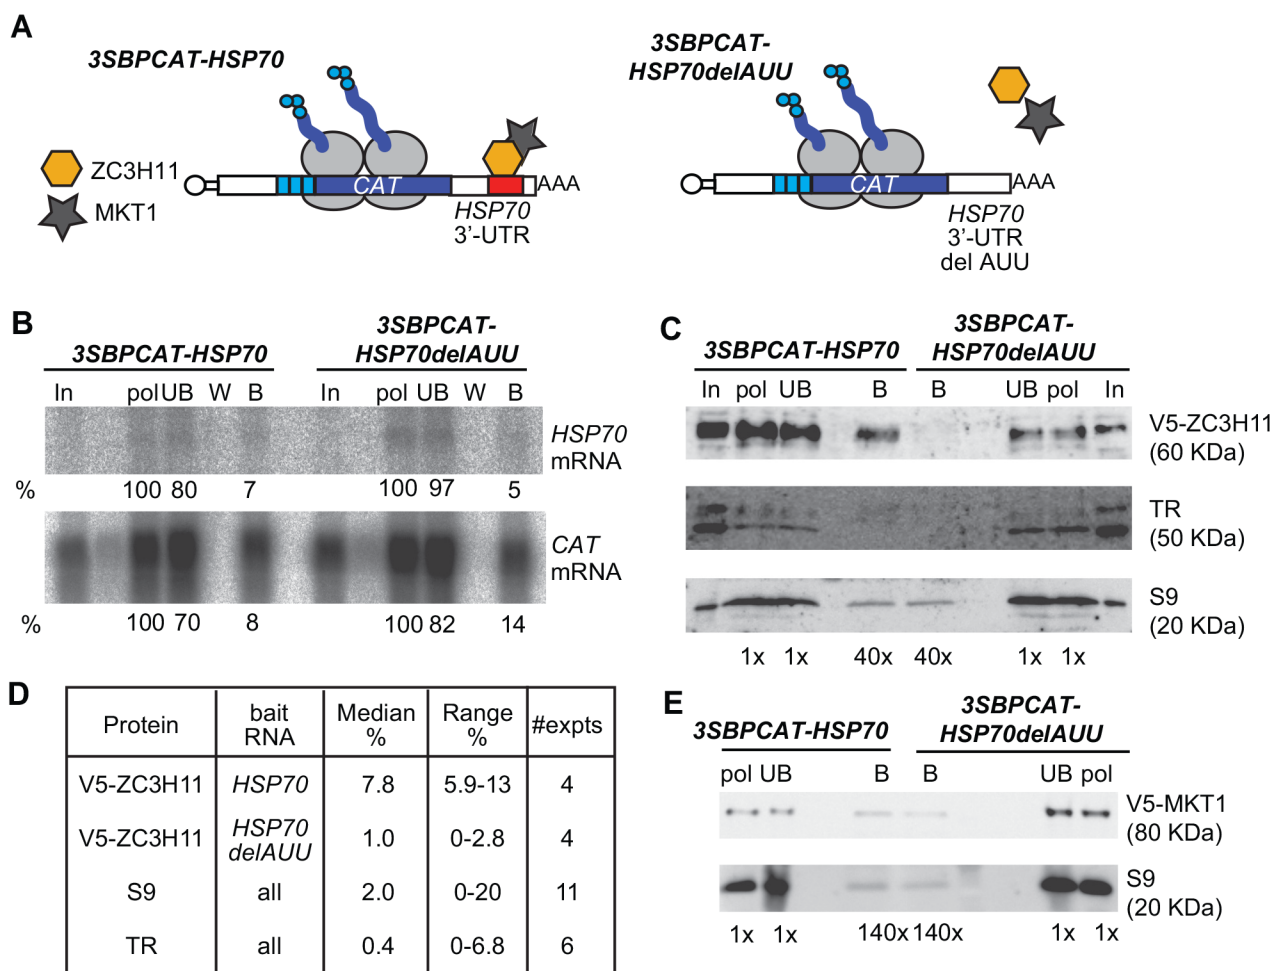 A
3SBPCAT-HSP70
3SBPCAT-
HSP70delAUU
ZC3H11
MKT1
CAT
AAA
HSP70
3'-UTR
CAT
AAA
HSP70
3'-UTR
del AUU
B
3SBPCAT-HSP70
3SBPCAT-
HSP70delAUU
In pol UB W B In pol UB W B
HSP70
mRNA
% 100 80 7 100 97 5
CAT
mRNA
% 100 70 8 100 82 14
C
3SBPCAT-HSP70
3SBPCAT-
HSP70delAUU
In pol UB B B UB pol In
V5-ZC3H11
(60 KDa)
TR
(50 KDa)
S9
(20 KDa)
1x 1x 40x 40x 1x 1x
D
Protein bait RNA Median % Range % #expts
V5-ZC3H11 HSP70 7.8 5.9-13 4
V5-ZC3H11 HSP70 delAUU 1.0 0-2.8 4
S9 all 2.0 0-20 11
TR all 0.4 0-6.8 6
E
3SBPCAT-HSP70
3SBPCAT-
HSP70delAUU
pol UB B B UB pol
V5-MKT1
(80 KDa)
S9
(20 KDa)
1x 1x 140x 140x 1x 1x